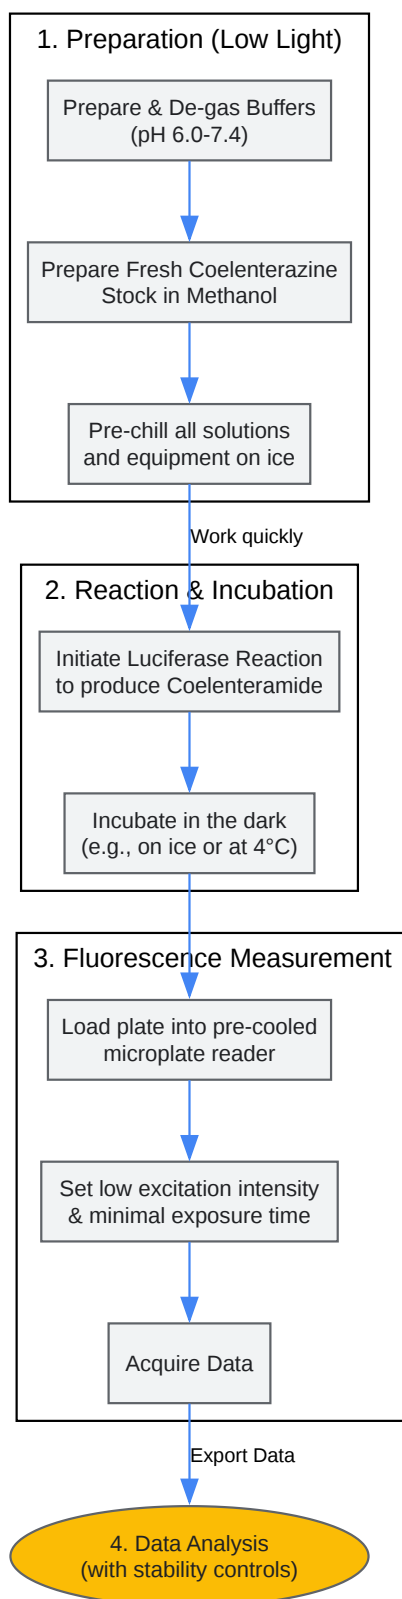 1. Preparation (Low Light)
Prepare & De-gas Buffers
(pH 6.0-7.4)
Prepare Fresh Coelenterazine
Stock in Methanol
Pre-chill all solutions
and equipment on ice
Work quickly
2. Reaction & Incubation
Initiate Luciferase Reaction
to produce Coelenteramide
Incubate in the dark
(e.g., on ice or at 4°C)
3. Fluorescence Measurement
Load plate into pre-cooled
microplate reader
Set low excitation intensity
& minimal exposure time
Acquire Data
Export Data
4. Data Analysis
(with stability controls)